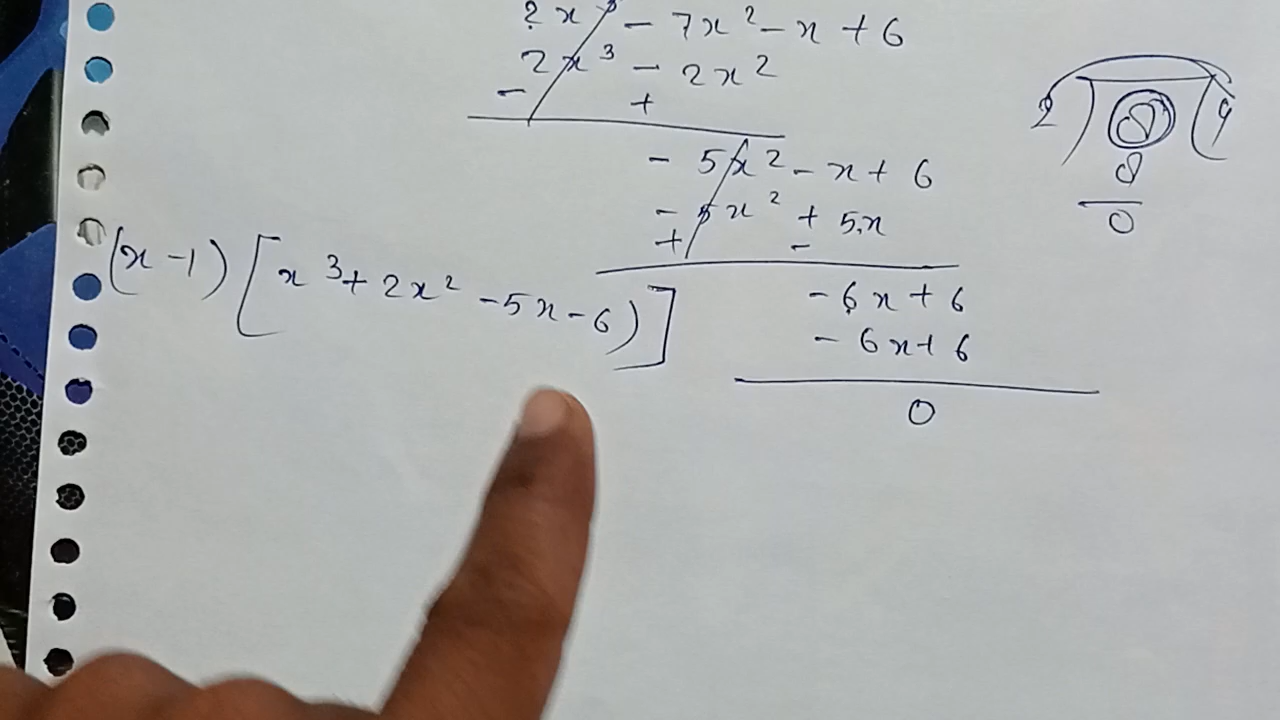 2x³ - 7x² - x + 6
2x³ - 2x²
- +
- 5x² - x + 6
- 5x² + 5x
+ -
- 6x + 6
- 6x + 6
0
(x - 1) [x³ + 2x² - 5x - 6)]
2) 8 (4
8
0